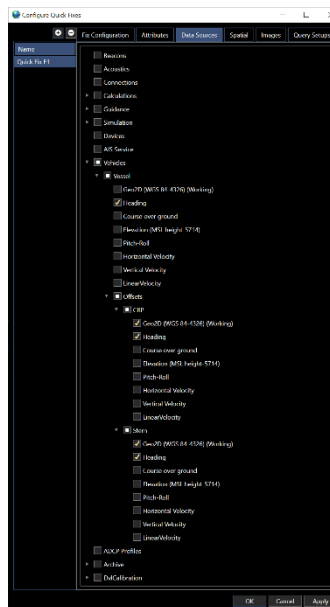 Configure Quick Fixes
Fix Configuration Attributes Data Sources Spatial Images Query Setups
Name
Quick Fix F1
Beacons
Acoustics
Connections
Calculations
Guidance
Simulation
Devices
AIS Service
Vehicles
Vessel
Geo2D (WGS 84-4326) (Working)
Heading
Course over ground
Elevation (MSL height-5714)
Pitch-Roll
Horizontal Velocity
Vertical Velocity
LinearVelocity
Offsets
CRP
Geo2D (WGS 84-4326) (Working)
Heading
Course over ground
Elevation (MSL height-5714)
Pitch-Roll
Horizontal Velocity
Vertical Velocity
LinearVelocity
Stern
Geo2D (WGS 84-4326) (Working)
Heading
Course over ground
Elevation (MSL height-5714)
Pitch-Roll
Horizontal Velocity
Vertical Velocity
LinearVelocity
ADCP Profiles
Archive
DvlCalibration
OK Cancel Apply